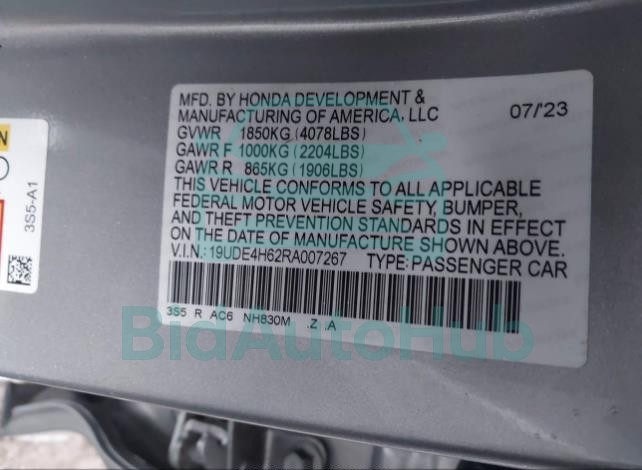 MFD. BY HONDA DEVELOPMENT &
MANUFACTURING OF AMERICA, LLC 07/'23
GVWR 1850KG (4078LBS)
GAWR F 1000KG (2204LBS)
GAWR R 865KG (1906LBS)
THIS VEHICLE CONFORMS TO ALL APPLICABLE
FEDERAL MOTOR VEHICLE SAFETY, BUMPER,
AND THEFT PREVENTION STANDARDS IN EFFECT
ON THE DATE OF MANUFACTURE SHOWN ABOVE.
V.I.N.: 19UDE4H62RA007267 TYPE: PASSENGER CAR
3S5 R AC6 NH830M .Z .A
BidAutoHub
3S5-A1